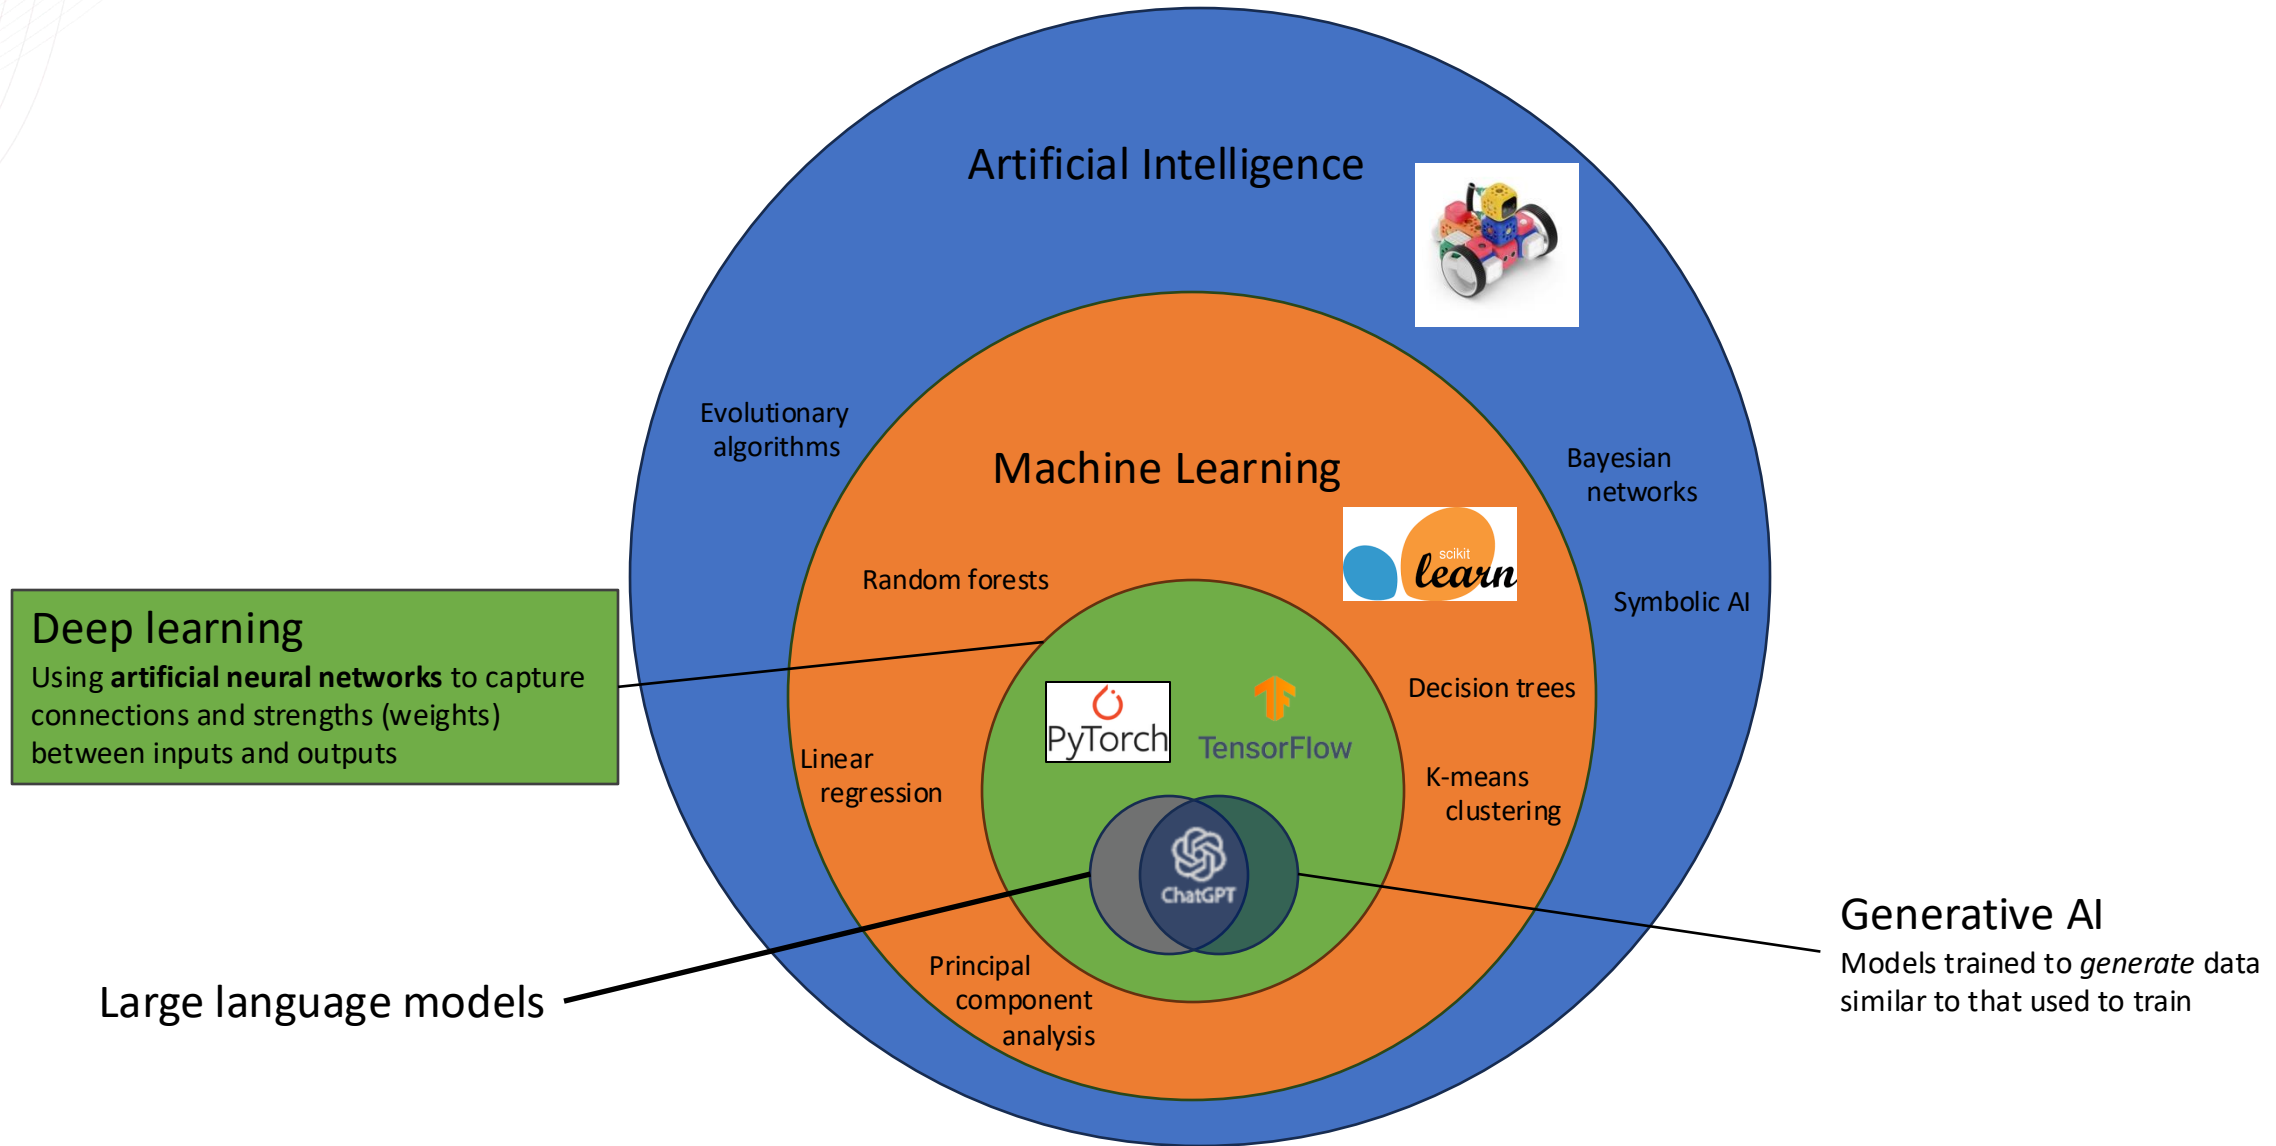 Artificial Intelligence
Evolutionary
algorithms
Machine Learning
Bayesian
networks
scikit
learn
Random forests
Symbolic AI
Deep learning
Using artificial neural networks to capture
connections and strengths (weights)
between inputs and outputs
Decision trees
PyTorch
TensorFlow
Linear
regression
K-means
clustering
ChatGPT
Generative AI
Models trained to generate data
similar to that used to train
Large language models
Principal
component
analysis